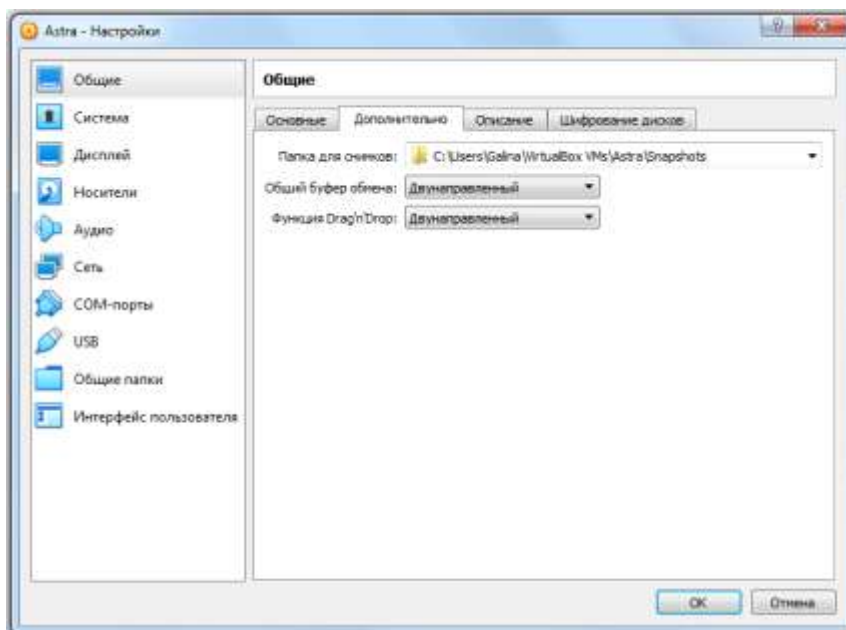 Astra - Настройки
Общие
Система
Дисплей
Носители
Аудио
Сеть
COM-порты
USB
Общие папки
Интерфейс пользователя
Общие
Основные Дополнительно Описание Шифрование дисков
Папка для снимков: C:\Users\Galina\VirtualBox VMs\Astra\Snapshots
Общий буфер обмена: Двунаправленный
Функция Drag'n'Drop: Двунаправленный
OK Отмена